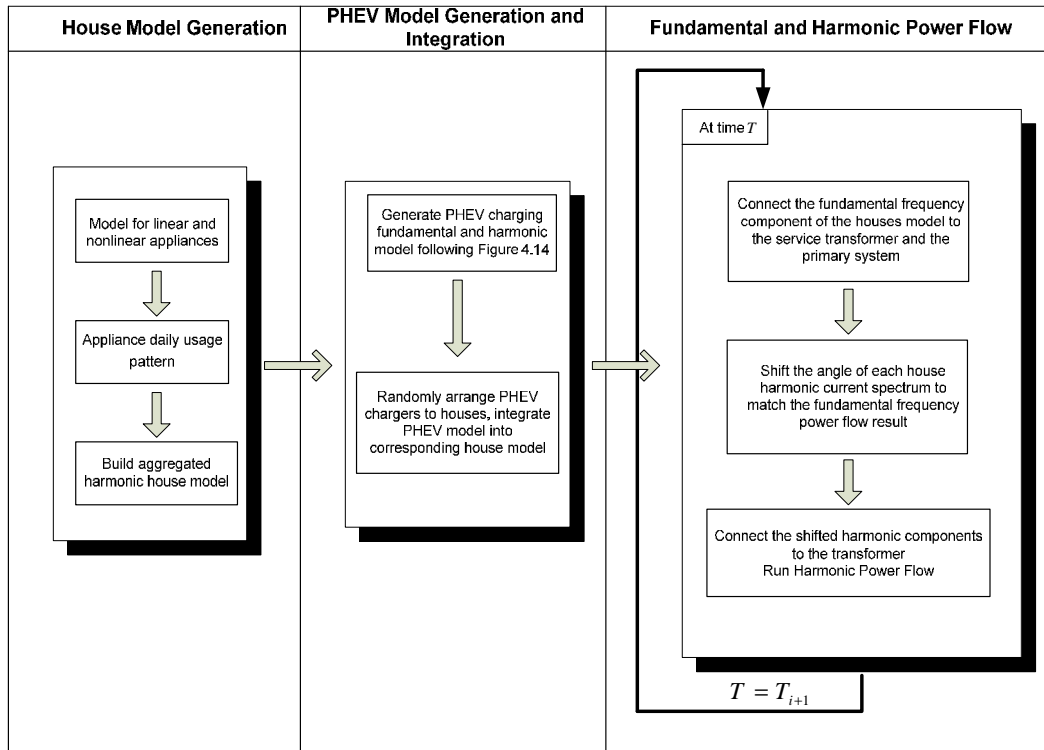 House Model Generation
PHEV Model Generation and
Integration
Fundamental and Harmonic Power Flow
Model for linear and
nonlinear appliances
Appliance daily usage
pattern
Build aggregated
harmonic house model
Generate PHEV charging
fundamental and harmonic
model following Figure 4.14
Randomly arrange PHEV
chargers to houses, integrate
PHEV model into
corresponding house model
At time T
Connect the fundamental frequency
component of the houses model to
the service transformer and the
primary system
Shift the angle of each house
harmonic current spectrum to
match the fundamental frequency
power flow result
Connect the shifted harmonic components
to the transformer
Run Harmonic Power Flow
T = T_{i+1}